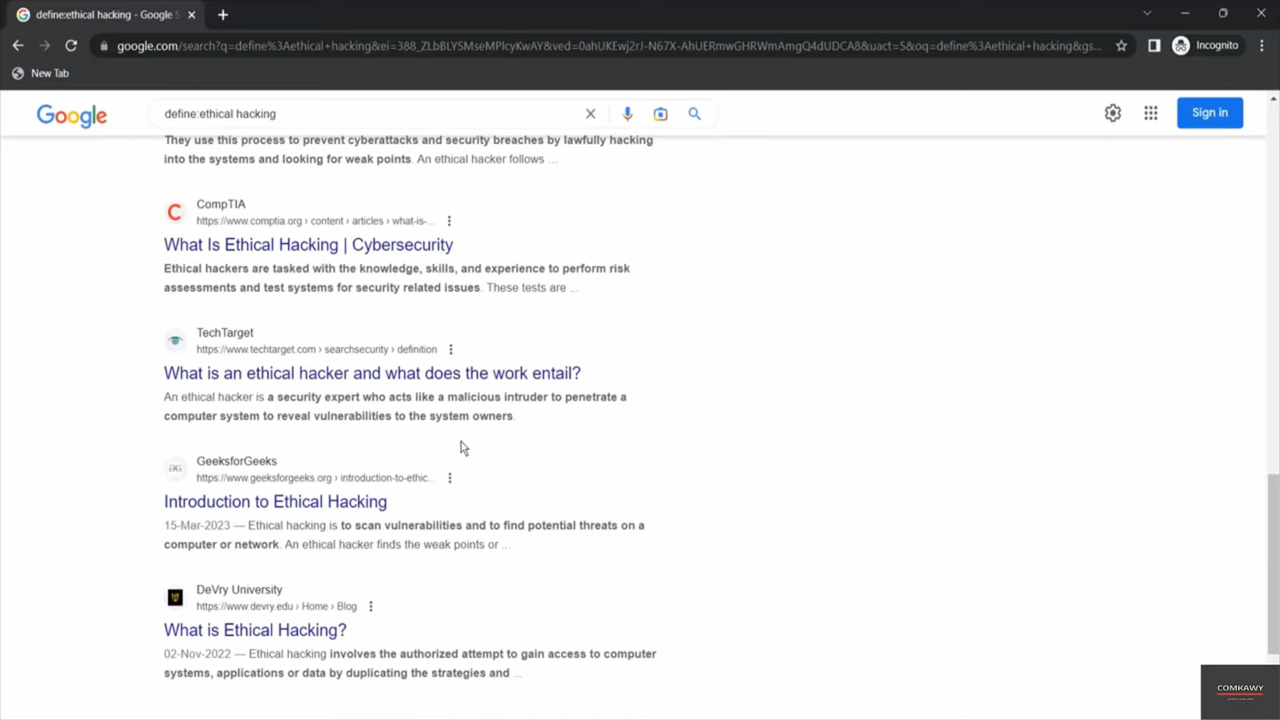 define:ethical hacking - Google S
google.com/search?q=define%3Aethical+hacking&ei=388_ZLbBLYSMseMPlcyKwAY&ved=0ahUKEwj2rJ-N67X-AhUERmwGHRWmAmgQ4dUDCA8&uact=5&oq=define%3Aethical+hacking&gs...
Incognito
New Tab
Google
define:ethical hacking
Sign in
They use this process to prevent cyberattacks and security breaches by lawfully hacking
into the systems and looking for weak points. An ethical hacker follows ...
CompTIA
https://www.comptia.org › content › articles › what-is-...
What Is Ethical Hacking | Cybersecurity
Ethical hackers are tasked with the knowledge, skills, and experience to perform risk
assessments and test systems for security related issues. These tests are ...
TechTarget
https://www.techtarget.com › searchsecurity › definition
What is an ethical hacker and what does the work entail?
An ethical hacker is a security expert who acts like a malicious intruder to penetrate a
computer system to reveal vulnerabilities to the system owners.
GeeksforGeeks
https://www.geeksforgeeks.org › introduction-to-ethic...
Introduction to Ethical Hacking
15-Mar-2023 — Ethical hacking is to scan vulnerabilities and to find potential threats on a
computer or network. An ethical hacker finds the weak points or ...
DeVry University
https://www.devry.edu › Home › Blog
What is Ethical Hacking?
02-Nov-2022 — Ethical hacking involves the authorized attempt to gain access to computer
systems, applications or data by duplicating the strategies and ...
COMKAWY